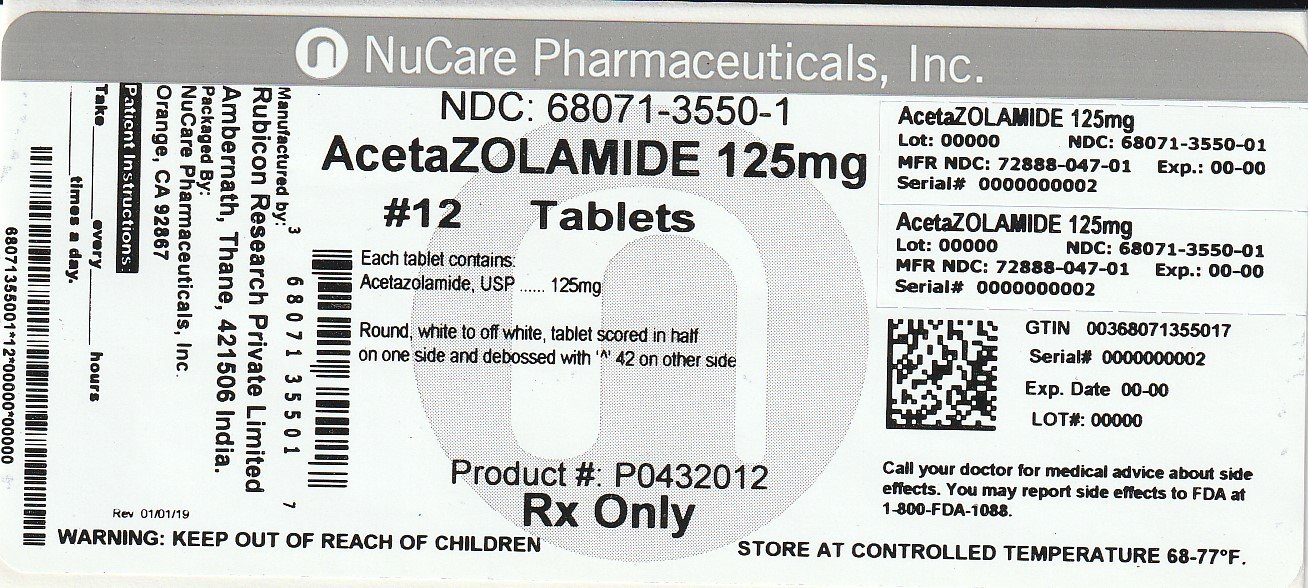 NuCare Pharmaceuticals, Inc.
NDC: 68071-3550-1
AcetaZOLAMIDE 125mg
#12 Tablets
Each tablet contains:
Acetazolamide, USP ...... 125mg
Round, white to off white, tablet scored in half
on one side and debossed with '^' 42 on other side
Product #: P0432012
Rx Only
AcetaZOLAMIDE 125mg
Lot: 00000 NDC: 68071-3550-01
MFR NDC: 72888-047-01 Exp.: 00-00
Serial# 0000000002
AcetaZOLAMIDE 125mg
Lot: 00000 NDC: 68071-3550-01
MFR NDC: 72888-047-01 Exp.: 00-00
Serial# 0000000002
GTIN 00368071355017
Serial# 0000000002
Exp. Date 00-00
LOT#: 00000
Call your doctor for medical advice about side
effects. You may report side effects to FDA at
1-800-FDA-1088.
STORE AT CONTROLLED TEMPERATURE 68-77°F.
3 68071 35501 7
Manufactured by:
Rubicon Research Private Limited
Ambernath, Thane, 421506 India.
Packaged By:
NuCare Pharmaceuticals, Inc.
Orange, CA 92867
Patient Instructions:
Take______every______ hours
______times a day.
68071355001*12*00000*00000
Rev 01/01/19
WARNING: KEEP OUT OF REACH OF CHILDREN